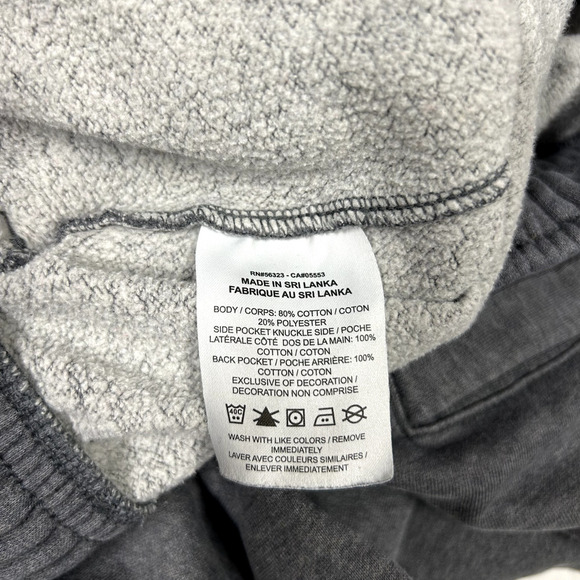 RN#56323 - CA#05553
MADE IN SRI LANKA
FABRIQUE AU SRI LANKA
BODY / CORPS: 80% COTTON / COTON
20% POLYESTER
SIDE POCKET KNUCKLE SIDE / POCHE
LATÉRALE CÔTÉ DOS DE LA MAIN: 100%
COTTON / COTON
BACK POCKET / POCHE ARRIÈRE: 100%
COTTON / COTON
EXCLUSIVE OF DECORATION /
DECORATION NON COMPRISE
40C
WASH WITH LIKE COLORS / REMOVE
IMMEDIATELY
LAVER AVEC COULEURS SIMILAIRES /
ENLEVER IMMEDIATEMENT